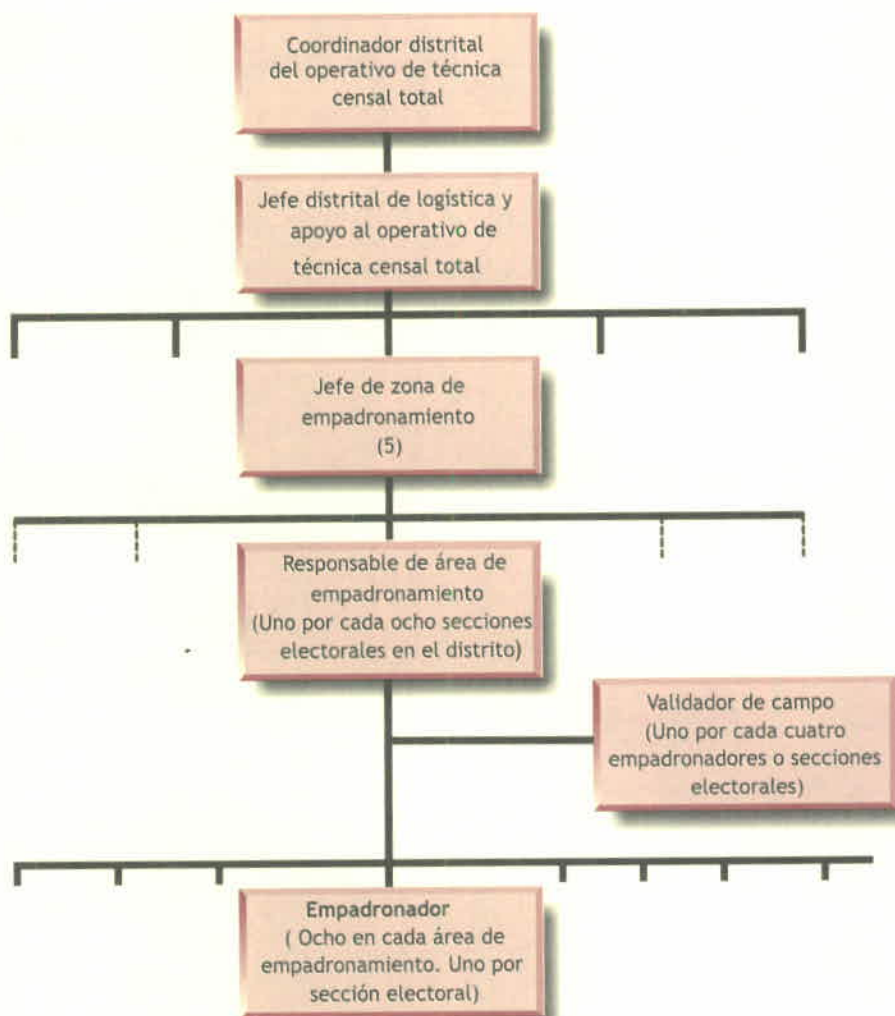 Coordinador distrital
del operativo de técnica
censal total
Jefe distrital de logística y
apoyo al operativo de
técnica censal total
Jefe de zona de
empadronamiento
(5)
Responsable de área de
empadronamiento
(Uno por cada ocho secciones
electorales en el distrito)
Validador de campo
(Uno por cada cuatro
empadronadores o secciones
electorales)
Empadronador
( Ocho en cada área de
empadronamiento. Uno por
sección electoral)